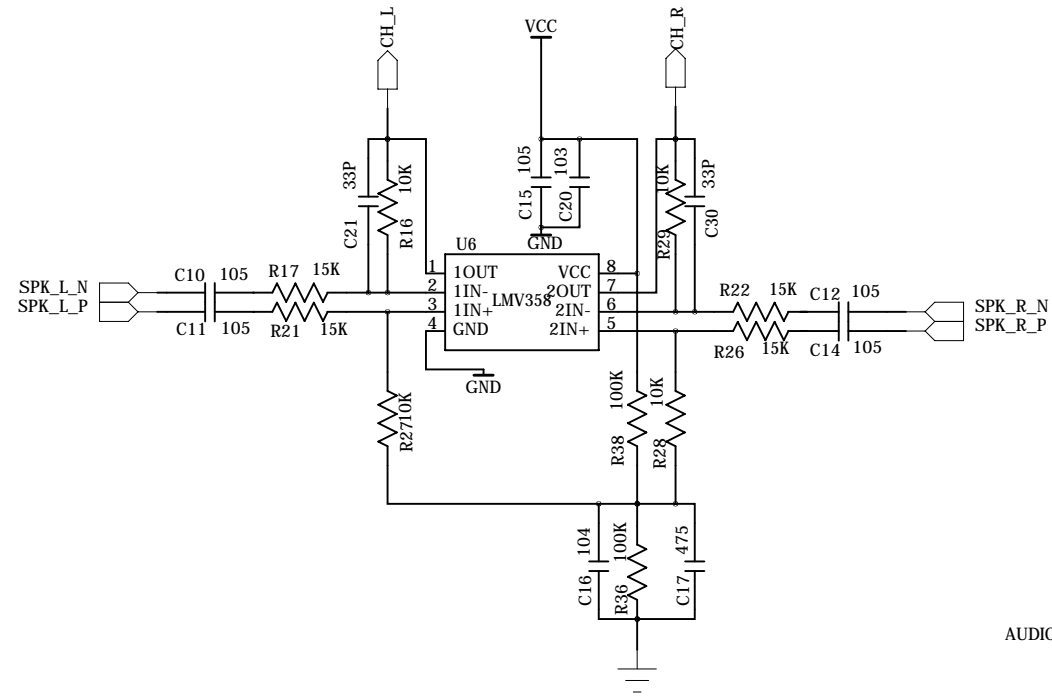 CH_L
VCC
CH_R
33P
C21
10K
R16
105
C15
103
C20
GND
10K
R29
33P
C30
U6
1 1OUT VCC 8
2 1IN- 2OUT 7
LMV358
3 1IN+ 2IN- 6
4 GND 2IN+ 5
GND
SPK_L_N
SPK_L_P
C10 105
R17 15K
C11 105
R21 15K
R22 15K
C12 105
R26 15K
C14 105
SPK_R_N
SPK_R_P
R27 10K
100K
R38
10K
R28
104
C16
100K
R36
475
C17
AUDIO